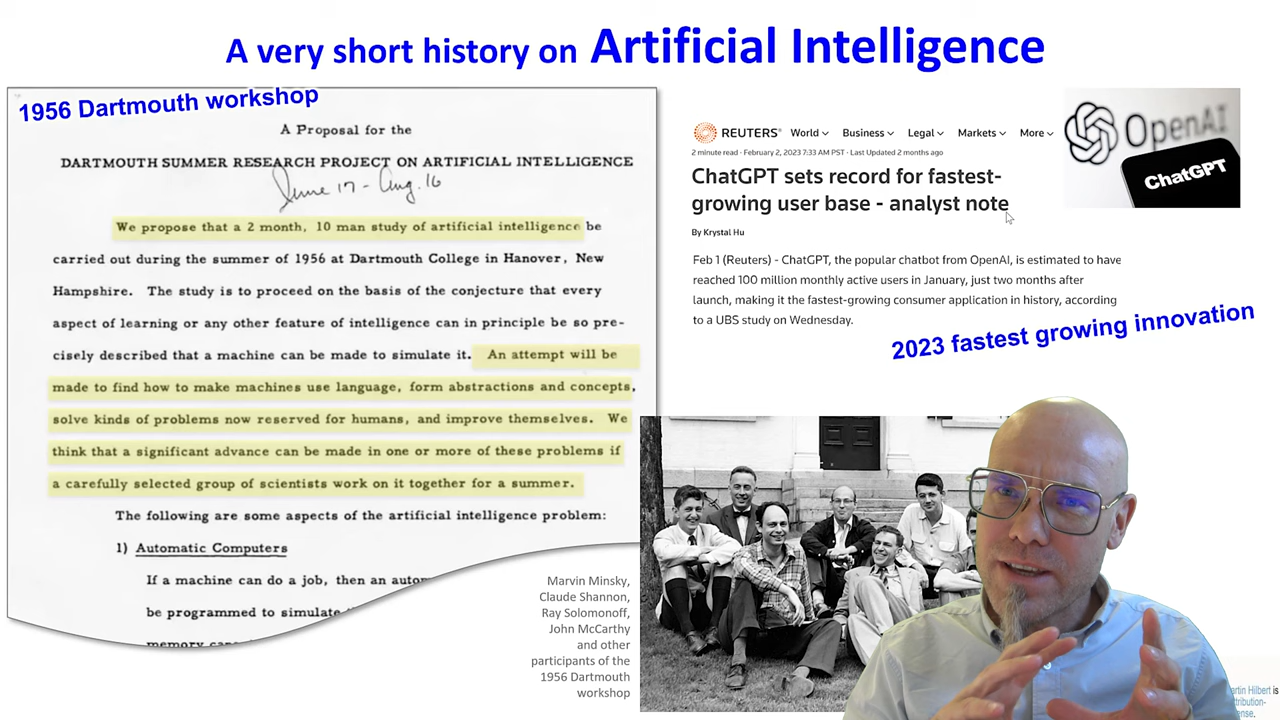 A very short history on Artificial Intelligence
1956 Dartmouth workshop
A Proposal for the
DARTMOUTH SUMMER RESEARCH PROJECT ON ARTIFICIAL INTELLIGENCE
June 17 - Aug. 16
We propose that a 2 month, 10 man study of artificial intelligence be
carried out during the summer of 1956 at Dartmouth College in Hanover, New
Hampshire. The study is to proceed on the basis of the conjecture that every
aspect of learning or any other feature of intelligence can in principle be so pre-
cisely described that a machine can be made to simulate it. An attempt will be
made to find how to make machines use language, form abstractions and concepts,
solve kinds of problems now reserved for humans, and improve themselves. We
think that a significant advance can be made in one or more of these problems if
a carefully selected group of scientists work on it together for a summer.
The following are some aspects of the artificial intelligence problem:
1) Automatic Computers
If a machine can do a job, then an
be programmed to simulate
memory
REUTERS® World Business Legal Markets More
2 minute read · February 2, 2023 7:33 AM PST · Last Updated 2 months ago
ChatGPT sets record for fastest-
growing user base - analyst note
By Krystal Hu
Feb 1 (Reuters) - ChatGPT, the popular chatbot from OpenAI, is estimated to have
reached 100 million monthly active users in January, just two months after
launch, making it the fastest-growing consumer application in history, according
to a UBS study on Wednesday.
OpenAI
ChatGPT
2023 fastest growing innovation
Marvin Minsky,
Claude Shannon,
Ray Solomonoff,
John McCarthy
and other
participants of the
1956 Dartmouth
workshop
Hilbert is